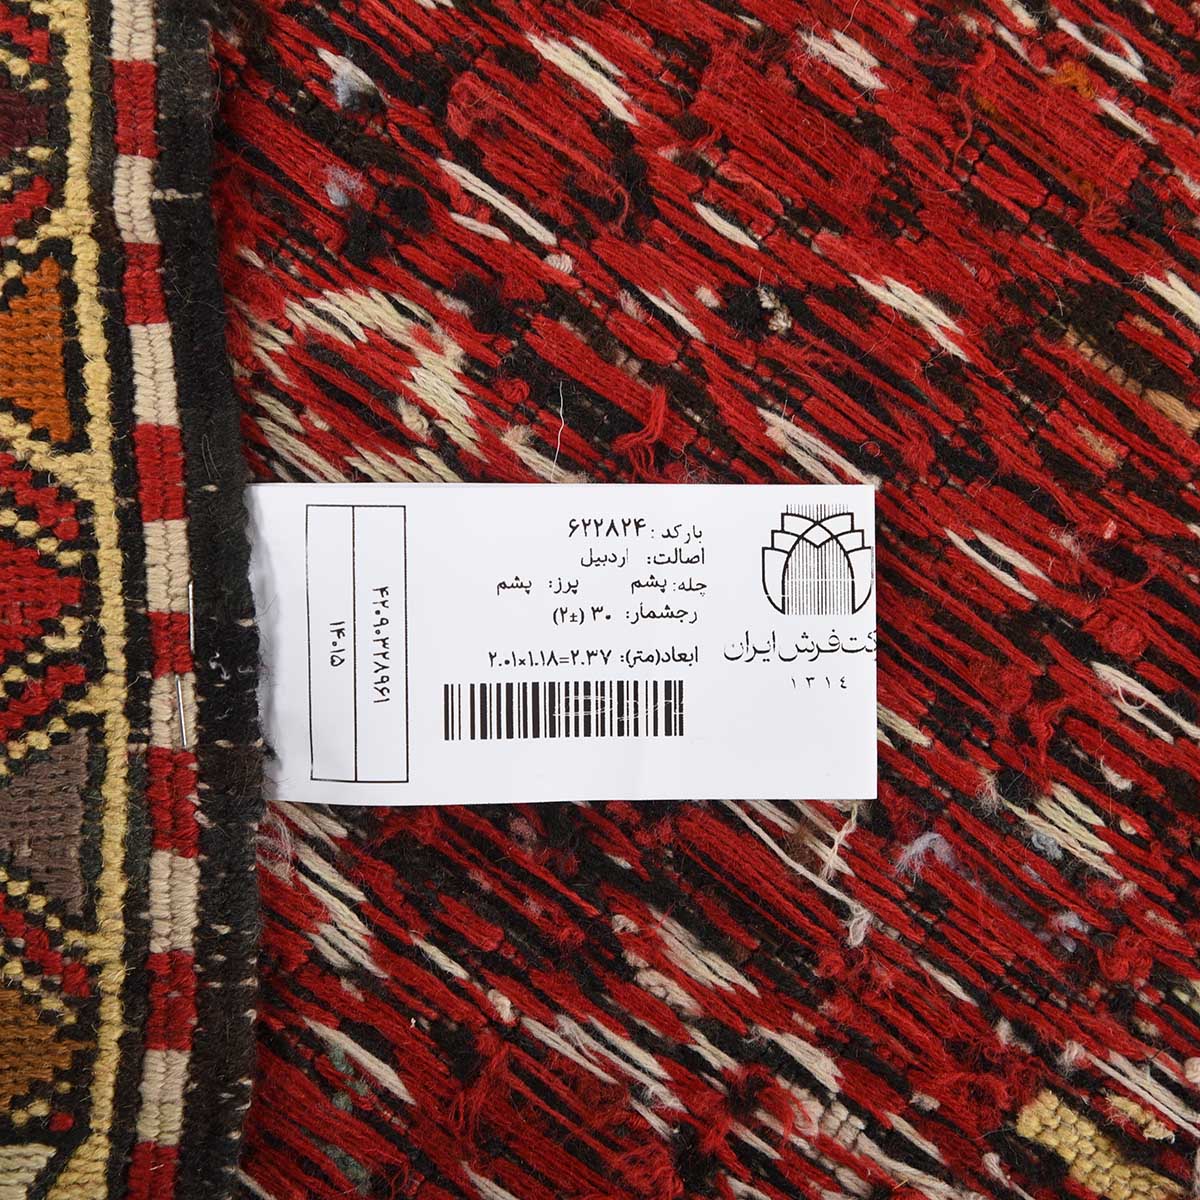 بارکد: ۶۲۲۸۲۴
اصالت: اردبیل
چله: پشم پرز: پشم
رجشمار: ۳۰ (±۲)
ابعاد(متر): ۲.۰۱×۱.۱۸=۲.۳۷
فرش ایران
۱۳۱۴
۴۲۰۹۰۳۲۸۹۶۱
۱۴۰۱۵